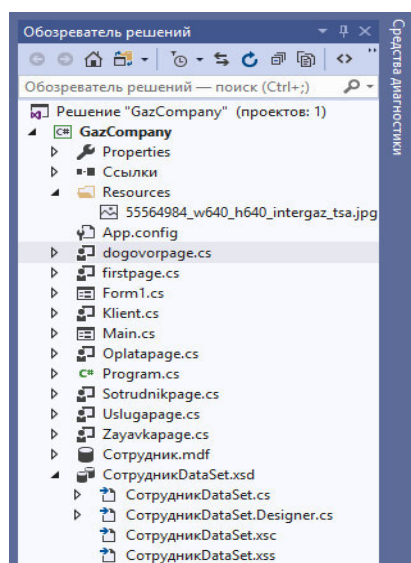 Обозреватель решений
Обозреватель решений — поиск (Ctrl+;)
Решение "GazCompany" (проектов: 1)
C# GazCompany
Properties
Ссылки
Resources
55564984_w640_h640_intergaz_tsa.jpg
App.config
dogovorpage.cs
firstpage.cs
Form1.cs
Klient.cs
Main.cs
Oplatapage.cs
C# Program.cs
Sotrudnikpage.cs
Uslugapage.cs
Zayavkapage.cs
Сотрудник.mdf
СотрудникDataSet.xsd
СотрудникDataSet.cs
СотрудникDataSet.Designer.cs
СотрудникDataSet.xsc
СотрудникDataSet.xss
Средства диагностики